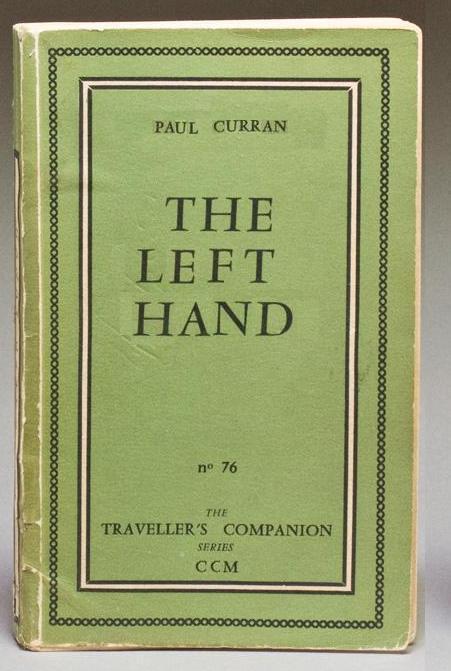 PAUL CURRAN
THE
LEFT
HAND
nº 76
THE
TRAVELLER'S COMPANION
SERIES
CCM